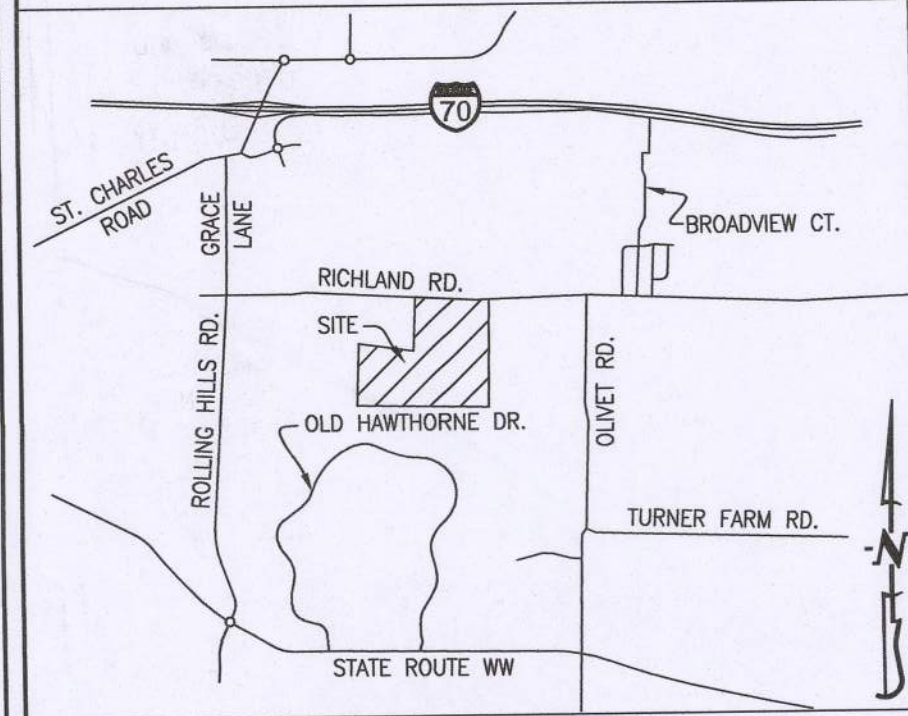 70
ST. CHARLES
ROAD
GRACE
LANE
BROADVIEW CT.
RICHLAND RD.
SITE
ROLLING HILLS RD.
OLIVET RD.
OLD HAWTHORNE DR.
TURNER FARM RD.
N
STATE ROUTE WW